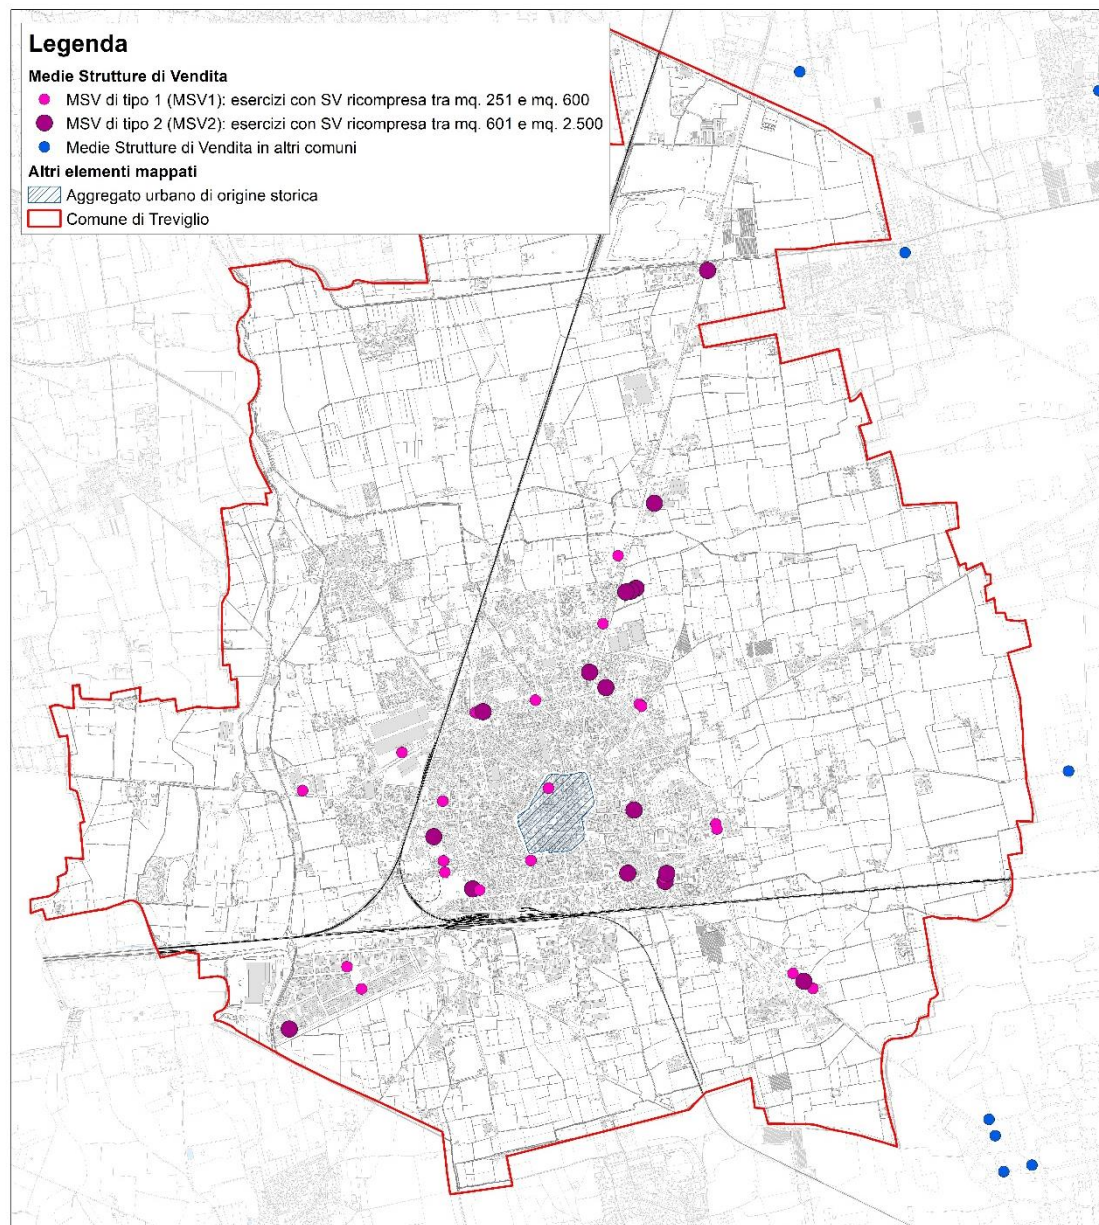 Legenda
Medie Strutture di Vendita
MSV di tipo 1 (MSV1): esercizi con SV ricompresa tra mq. 251 e mq. 600
MSV di tipo 2 (MSV2): esercizi con SV ricompresa tra mq. 601 e mq. 2.500
Medie Strutture di Vendita in altri comuni
Altri elementi mappati
Aggregato urbano di origine storica
Comune di Treviglio